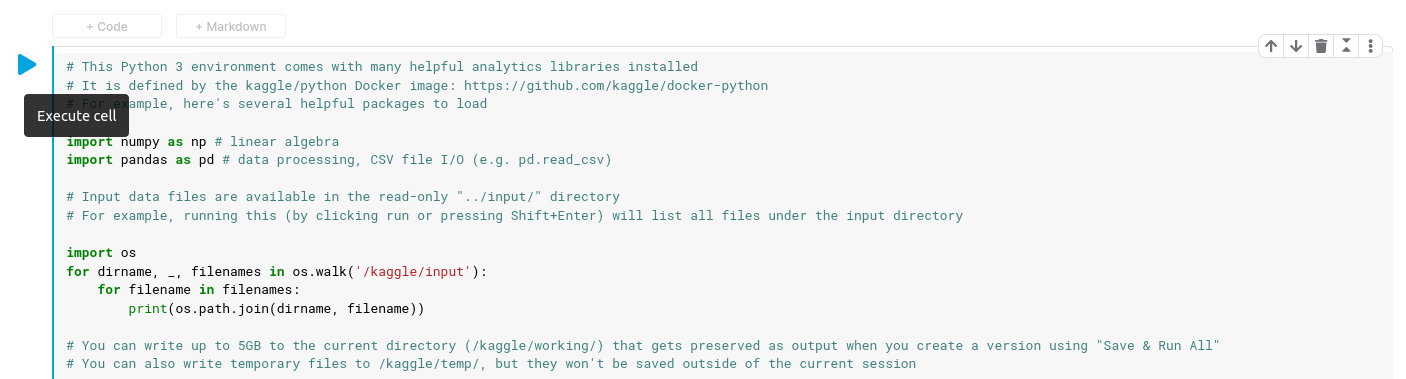 + Code + Markdown
# This Python 3 environment comes with many helpful analytics libraries installed
# It is defined by the kaggle/python Docker image: https://github.com/kaggle/docker-python
# For example, here's several helpful packages to load
Execute cell
import numpy as np # linear algebra
import pandas as pd # data processing, CSV file I/O (e.g. pd.read_csv)
# Input data files are available in the read-only "../input/" directory
# For example, running this (by clicking run or pressing Shift+Enter) will list all files under the input directory
import os
for dirname, _, filenames in os.walk('/kaggle/input'):
    for filename in filenames:
        print(os.path.join(dirname, filename))
# You can write up to 5GB to the current directory (/kaggle/working/) that gets preserved as output when you create a version using "Save & Run All"
# You can also write temporary files to /kaggle/temp/, but they won't be saved outside of the current session